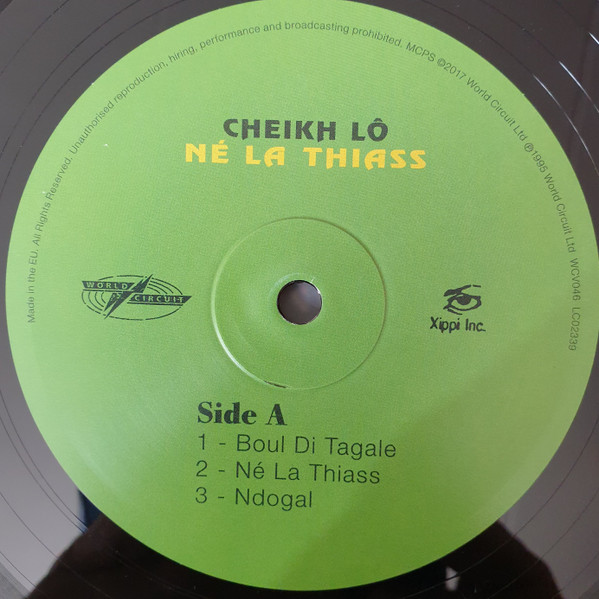 Made in the EU. All Rights Reserved. Unauthorised reproduction, hiring, performance and broadcasting prohibited. MCPS ©2017 World Circuit Ltd ℗1995 World Circuit Ltd WCV046 LC02339
CHEIKH LÔ
NÉ LA THIASS
WORLD CIRCUIT
Xippi Inc.
Side A
1 - Boul Di Tagale
2 - Né La Thiass
3 - Ndogal